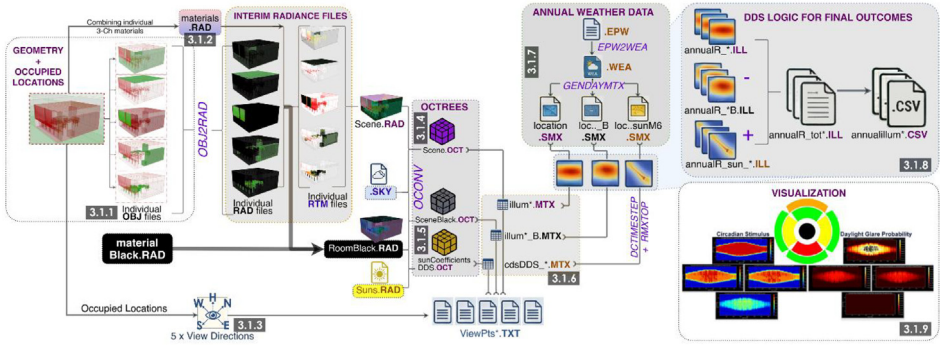 Combining individual
3-Ch materials
materials
.RAD
3.1.2
INTERIM RADIANCE FILES
GEOMETRY
+
OCCUPIED
LOCATIONS
3.1.1
Individual
OBJ files
OBJ2RAD
Individual
RAD files
Individual
RTM files
Scene.RAD
.SKY
RoomBlack.RAD
Suns.RAD
material
Black.RAD
OCTREES
3.1.4
Scene.OCT
OCONV
SceneBlack.OCT
3.1.5
sunCoefficients
DDS.OCT
illum*.MTX
illum*_B.MTX
cdsDDS_*.MTX
3.1.6
DCTIMESTEP
+ RMXTOP
Occupied Locations
W H N
S E
5 x View Directions
3.1.3
ViewPts*.TXT
ANNUAL WEATHER DATA
3.1.7
.EPW
EPW2WEA
WEA
.WEA
GENDAYMTX
location
.SMX
loc.._B
.SMX
loc..sunM6
.SMX
DDS LOGIC FOR FINAL OUTCOMES
annualR_*.ILL
-
annualR_*B.ILL
+
annualR_sun_*.ILL
annualR_tot*.ILL
.CSV
annualillum*.CSV
3.1.8
VISUALIZATION
Circadian Stimulus
Daylight Glare Probability
3.1.9